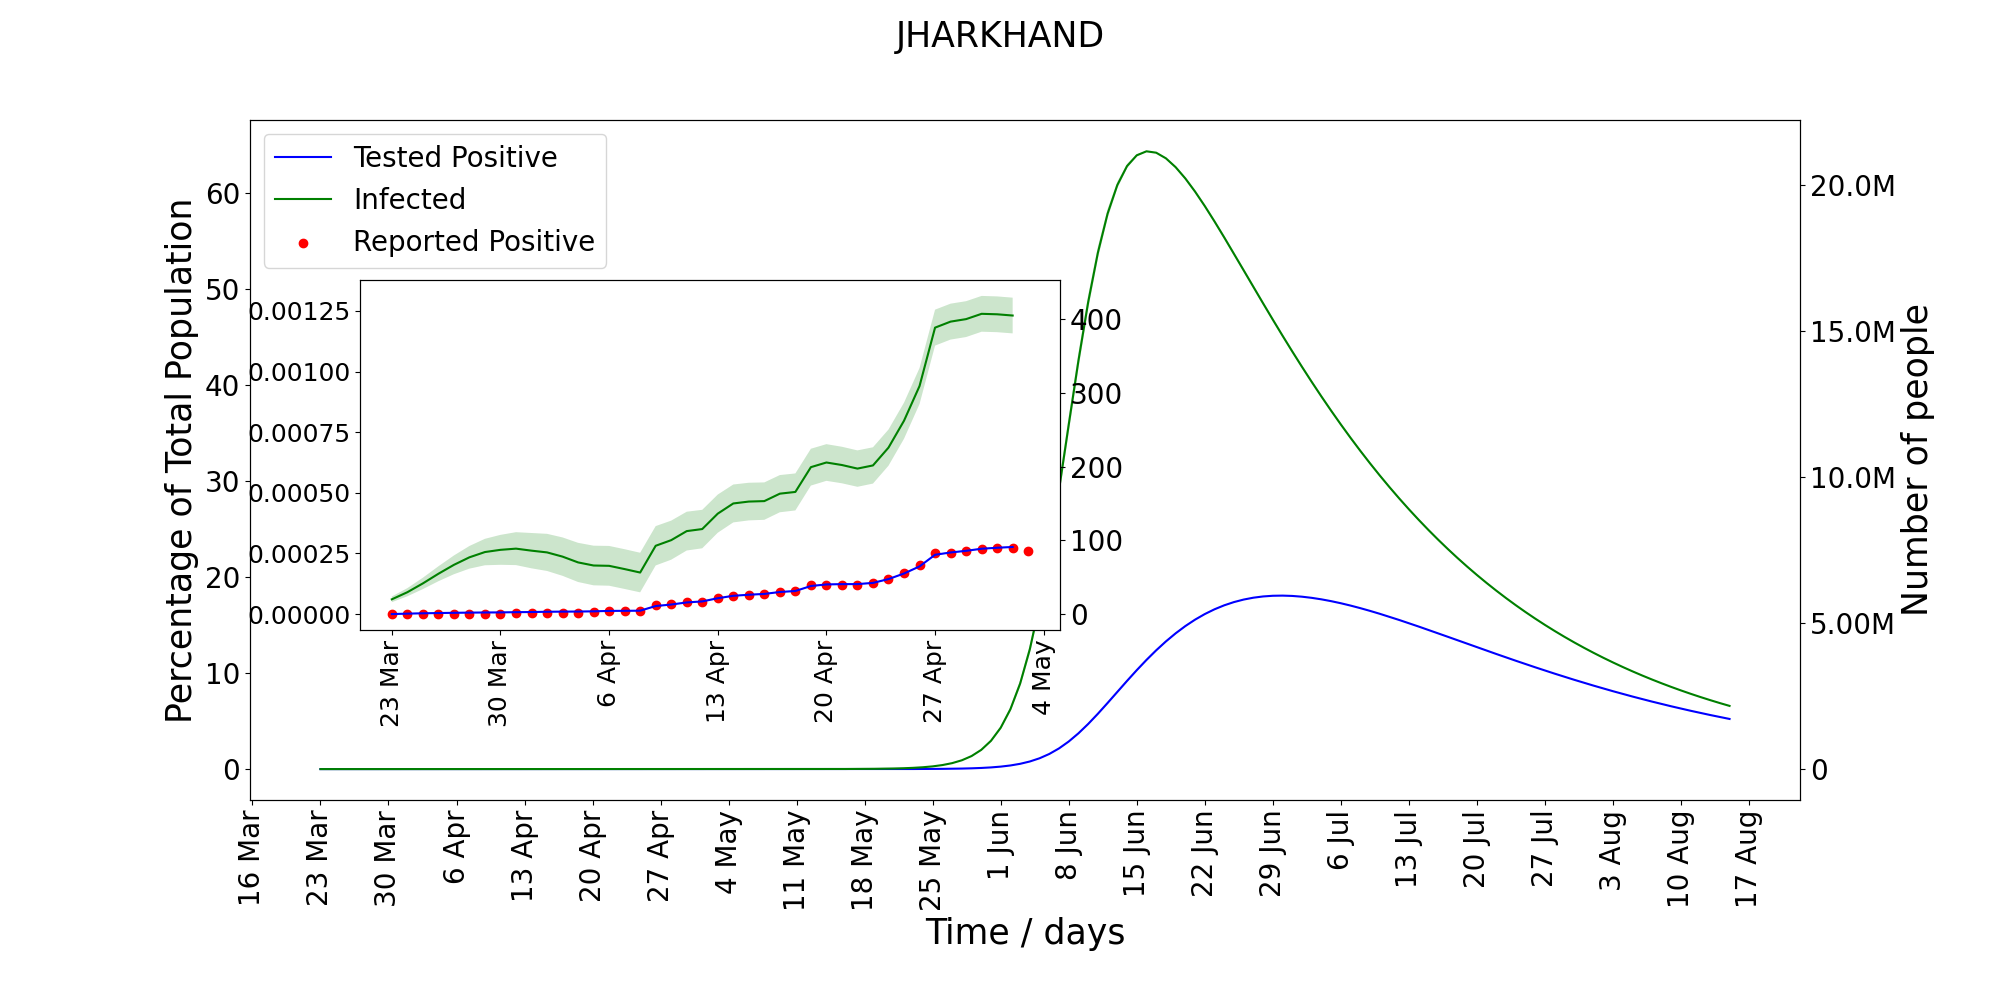 JHARKHAND
Tested Positive
Infected
Reported Positive
Percentage of Total Population
60
50
40
30
20
10
0
0.00125
0.00100
0.00075
0.00050
0.00025
0.00000
400
300
200
100
0
23 Mar
30 Mar
6 Apr
13 Apr
20 Apr
27 Apr
4 May
20.0M
15.0M
10.0M
5.00M
0
Number of people
16 Mar
23 Mar
30 Mar
6 Apr
13 Apr
20 Apr
27 Apr
4 May
11 May
18 May
25 May
1 Jun
8 Jun
15 Jun
22 Jun
29 Jun
6 Jul
13 Jul
20 Jul
27 Jul
3 Aug
10 Aug
17 Aug
Time / days